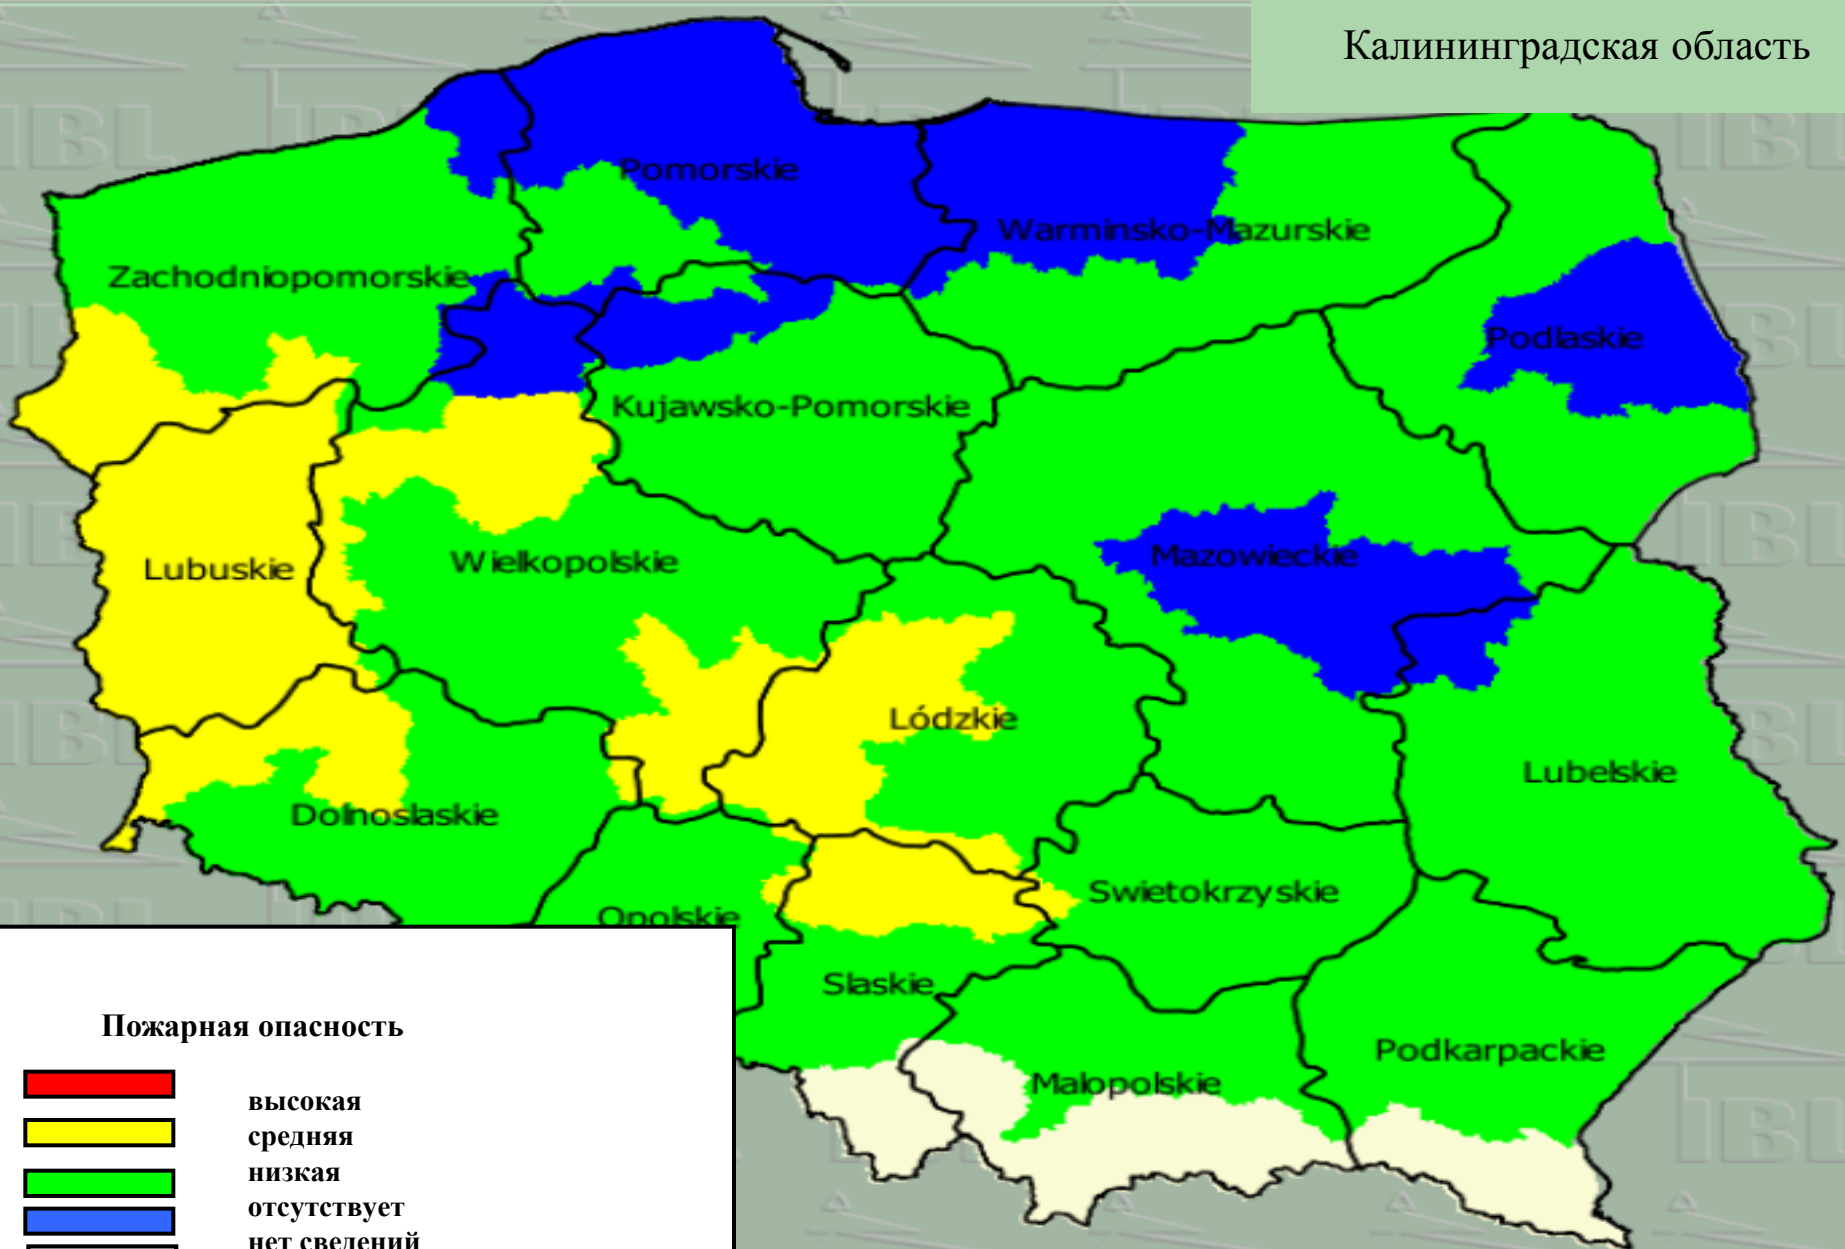 Калининградская область
Pomorskie
Warminsko-Mazurskie
Zachodniopomorskie
Podlaskie
Kujawsko-Pomorskie
Mazowieckie
Wielkopolskie
Lubuskie
Lódzkie
Lubelskie
Dolnoslaskie
Swietokrzyskie
Opolskie
Slaskie
Podkarpackie
Malopolskie
Пожарная опасность
высокая
средняя
низкая
отсутствует
нет сведений
IBL